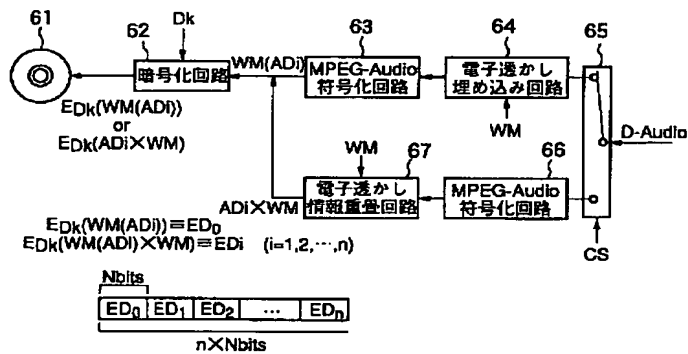 61
62
Dk
暗号化回路
WM(ADi)
63
MPEG-Audio
符号化回路
64
電子透かし
埋め込み回路
WM
65
D-Audio
CS
EDk(WM(ADi))
or
EDk(ADi×WM)
WM
67
電子透かし
情報重畳回路
ADi×WM
66
MPEG-Audio
符号化回路
EDk(WM(ADi))≡ED0
EDk(WM(ADi)×WM)≡EDi (i=1,2,…,n)
Nbits
ED0 ED1 ED2 … EDn
n×Nbits